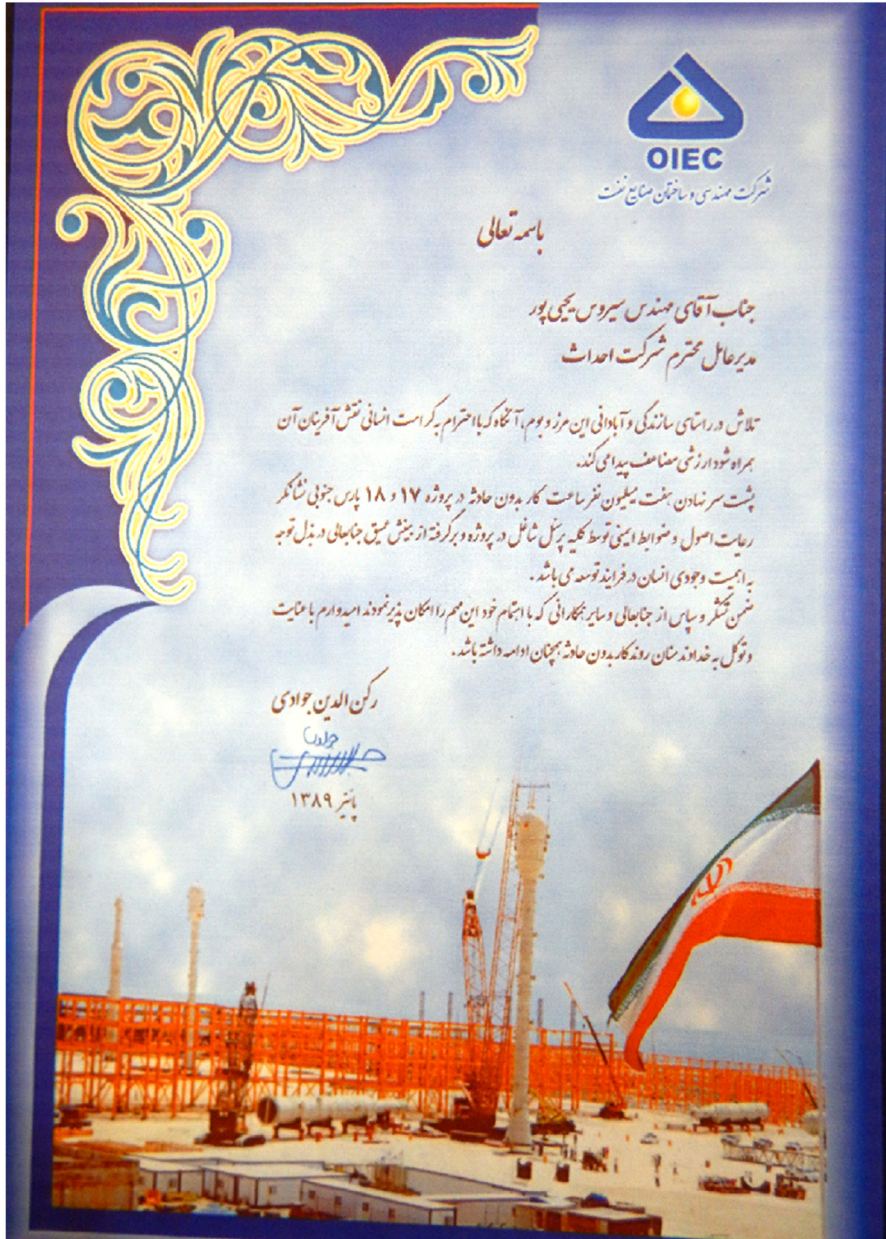 OIEC
شرکت مهندسی و ساختمان صنایع نفت
باسمه تعالی
جناب آقای مهندس سیروس یحیی پور
مدیرعامل محترم شرکت احداث
تلاش در راستای سازندگی و آبادانی این مرز و بوم، آنگاه که با احترام به کرامت انسانی نقش آفرینان آن
همراه شود ارزشی مضاعف پیدا می کند.
پشت سر نهادن هفت میلیون نفر ساعت کار بدون حادثه در پروژه ۱۷ و ۱۸ پارس جنوبی نشانگر
رعایت اصول و ضوابط ایمنی توسط کلیه پرسنل شاغل در پروژه و برگرفته از بینش عمیق جنابعالی در بذل توجه
به اهمیت وجودی انسان در فرایند توسعه می باشد.
ضمن تشکر و سپاس از جنابعالی و سایر همکارانی که با اهتمام خود این مهم را امکان پذیر نمودند امیدوارم با عنایت
و توکل به خداوند منان روند کار بدون حادثه همچنان ادامه داشته باشد.
رکن الدین جوادی
پائیز ۱۳۸۹